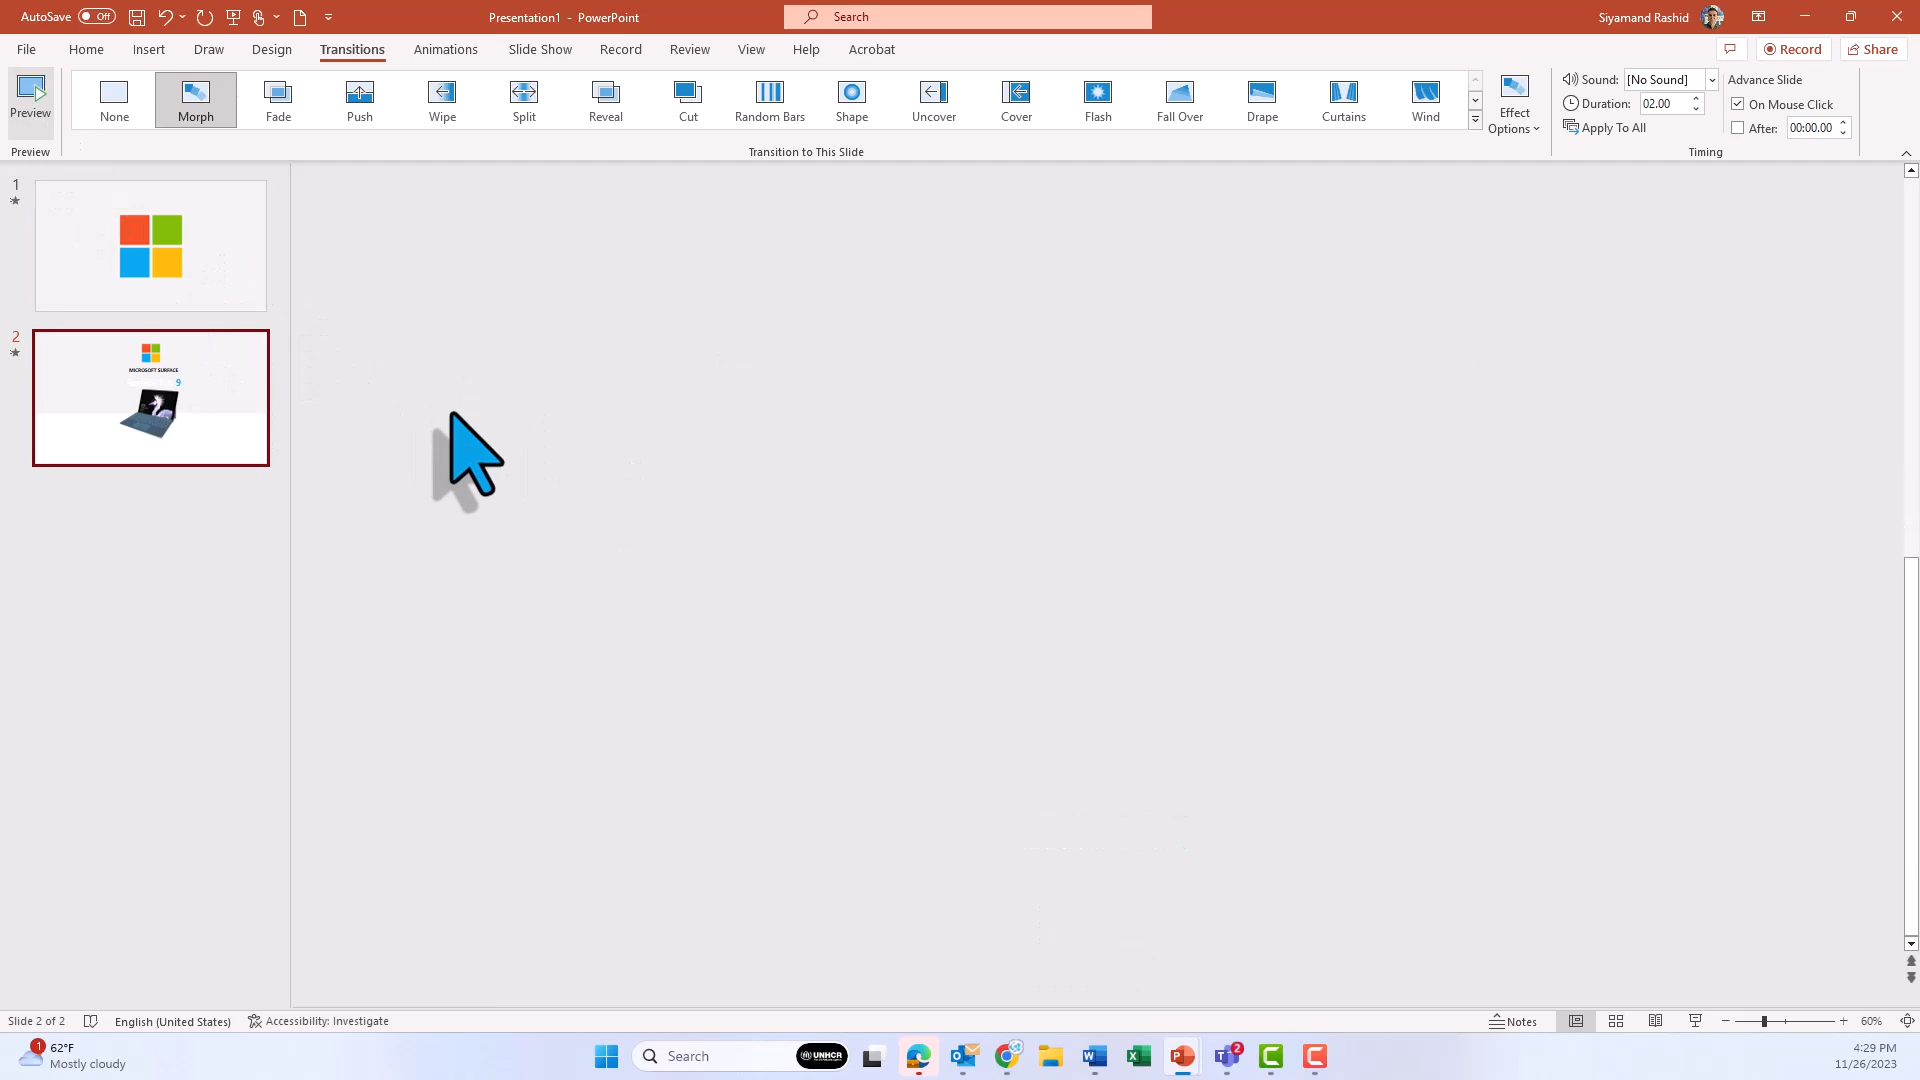 AutoSave Off
Presentation1 - PowerPoint
Search
Siyamand Rashid
File Home Insert Draw Design Transitions Animations Slide Show Record Review View Help Acrobat
Record Share
Preview
None Morph Fade Push Wipe Split Reveal Cut Random Bars Shape Uncover Cover Flash Fall Over Drape Curtains Wind
Effect
Options
Sound: [No Sound]
Duration: 02.00
Apply To All
Advance Slide
On Mouse Click
After: 00:00.00
Preview
Transition to This Slide
Timing
1
2
MICROSOFT SURFACE
9
Slide 2 of 2 English (United States) Accessibility: Investigate
Notes
60%
1
62°F
Mostly cloudy
Search
UNHCR
2
4:29 PM
11/26/2023